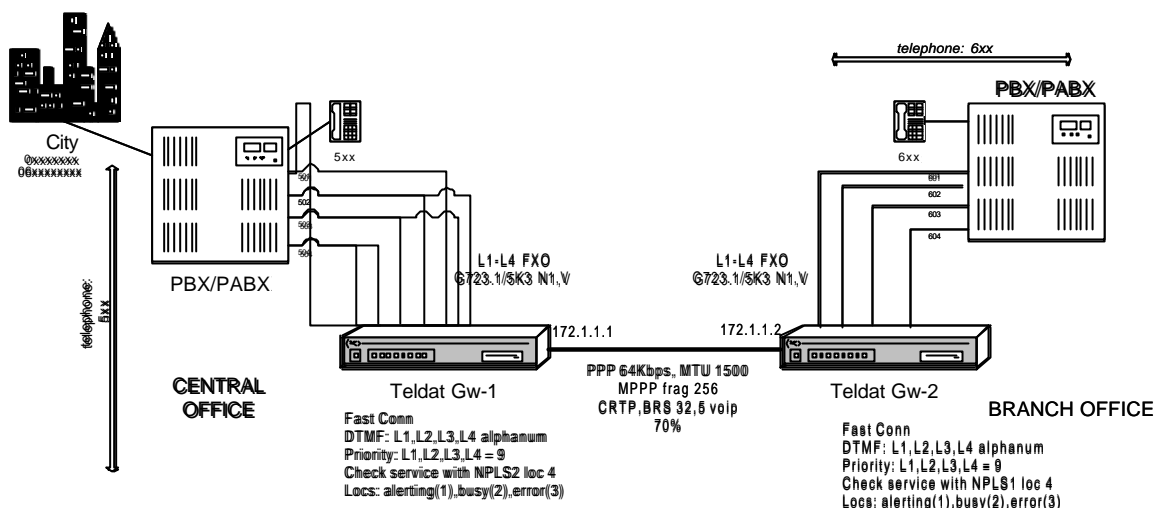 telephone: 6xx
PBX/PABX
City
0xxxxxxx
06xxxxxxxx
5xx
6xx
501
502
503
504
601
602
603
604
PBX/PABX
telephone:
5xx
L1-L4 FXO
G723.1/5K3 N1,V
L1-L4 FXO
G723.1/5K3 N1,V
172.1.1.1
172.1.1.2
PPP 64Kbps, MTU 1500
MPPP frag 256
CRTP,BRS 32,5 voip
70%
CENTRAL
OFFICE
Teldat Gw-1
Teldat Gw-2
BRANCH OFFICE
Fast Conn
DTMF: L1,L2,L3,L4 alphanum
Priority: L1,L2,L3,L4 = 9
Check service with NPLS2 loc 4
Locs: alerting(1),busy(2),error(3)
Fast Conn
DTMF: L1,L2,L3,L4 alphanum
Priority: L1,L2,L3,L4 = 9
Check service with NPLS1 loc 4
Locs: alerting(1),busy(2),error(3)